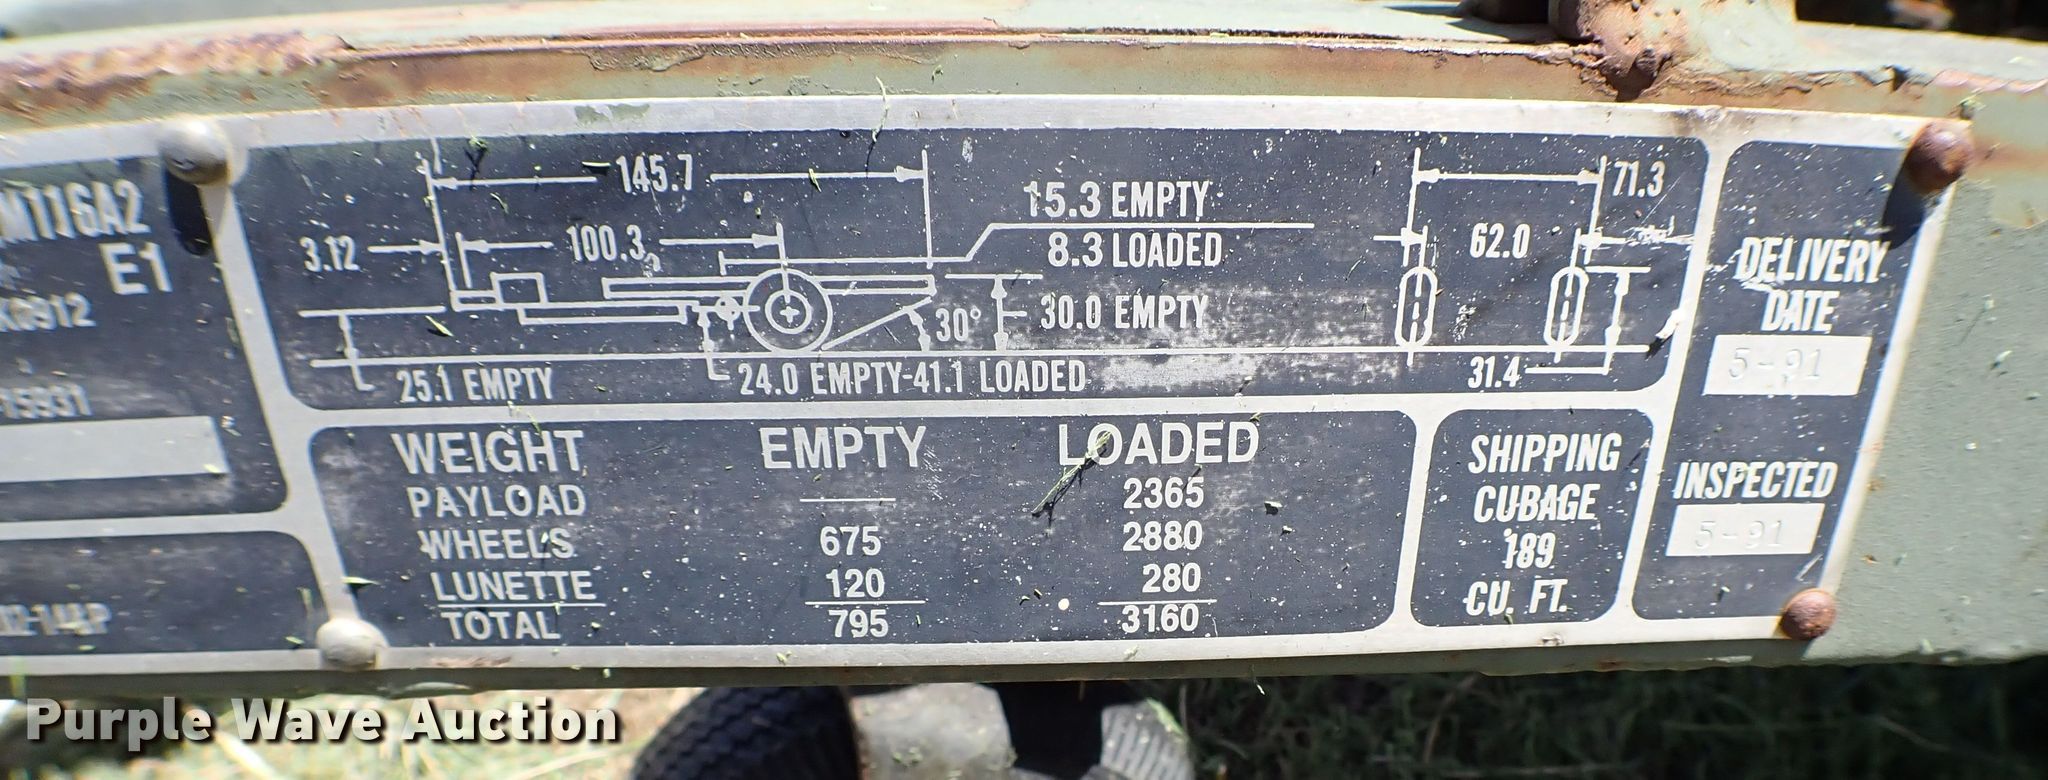 M116A2
E1
K0912
15931
145.7
71.3
15.3 EMPTY
8.3 LOADED
3.12
100.3
62.0
30°
30.0 EMPTY
25.1 EMPTY
24.0 EMPTY-41.1 LOADED
31.4
WEIGHT EMPTY LOADED
PAYLOAD — 2365
WHEELS 675 2880
LUNETTE 120 280
TOTAL 795 3160
SHIPPING
CUBAGE
189
CU. FT.
DELIVERY
DATE
5-91
INSPECTED
5-91
Purple Wave Auction